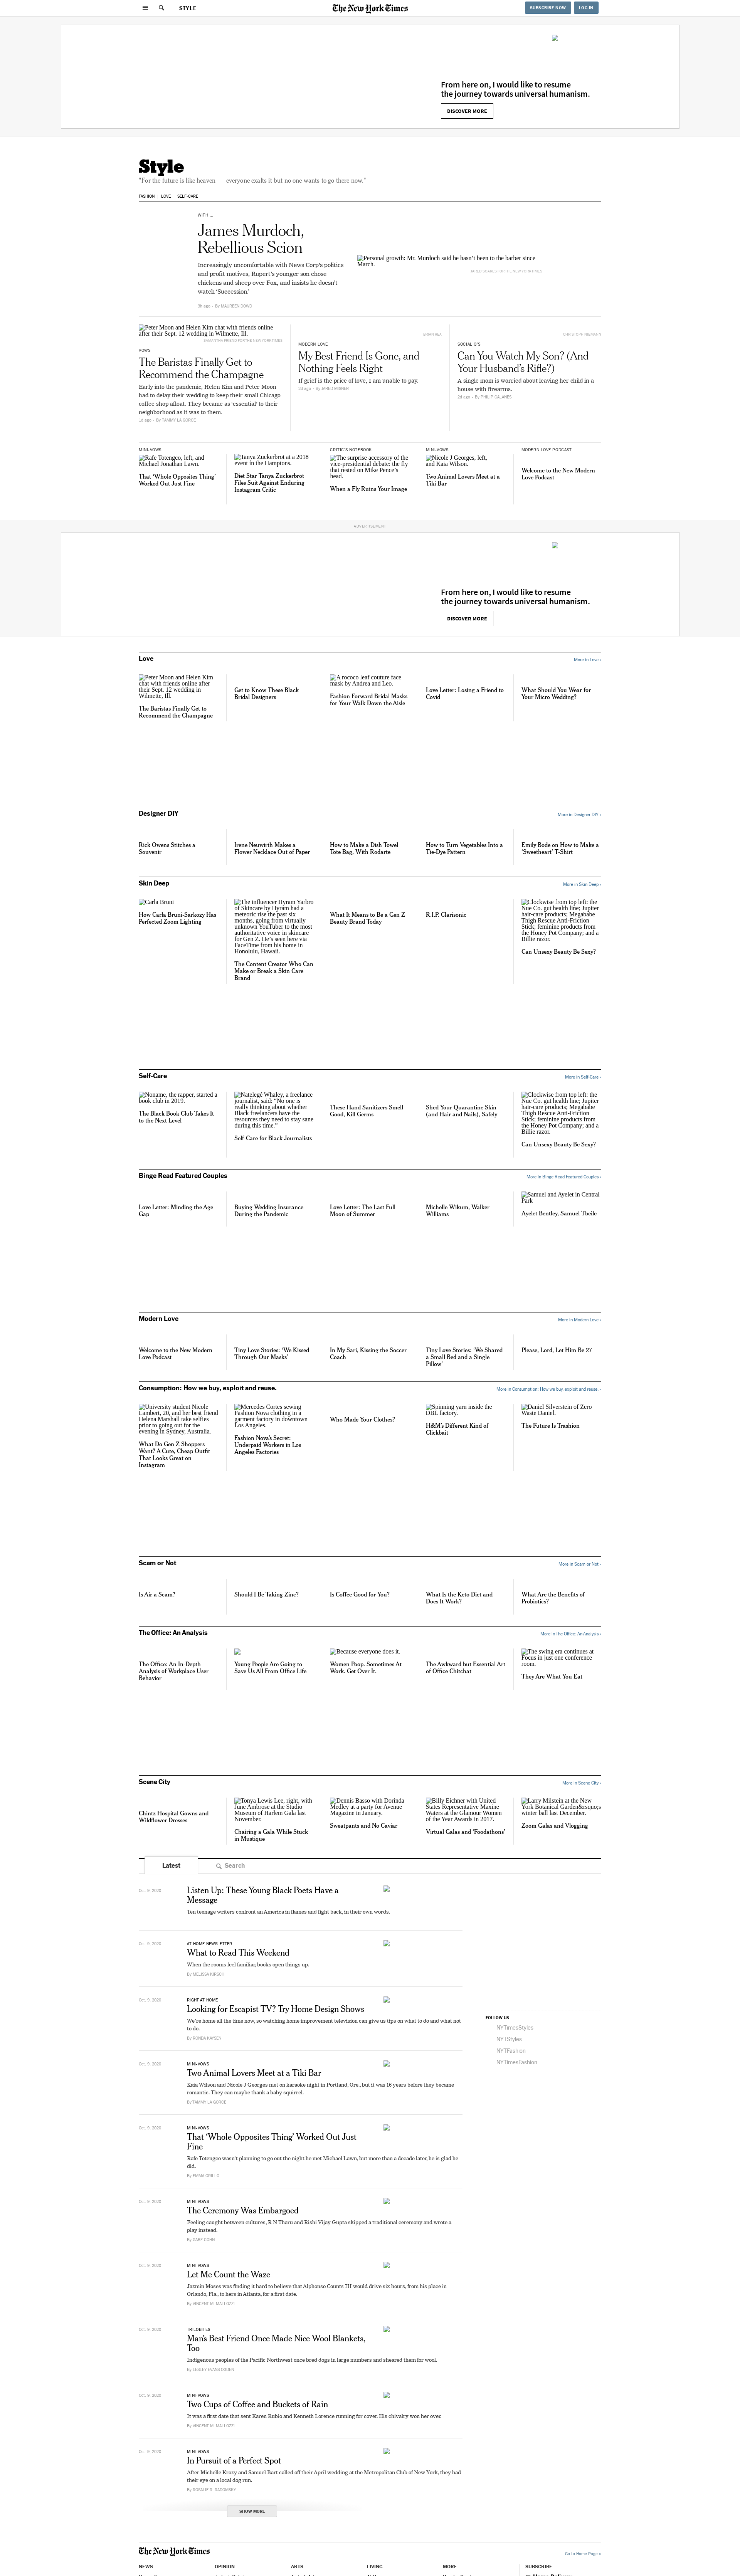 STYLE
The New York Times
SUBSCRIBE NOW
LOG IN
From here on, I would like to resume
the journey towards universal humanism.
DISCOVER MORE
Style
"For the future is like heaven — everyone exalts it but no one wants to go there now."
FASHION
LOVE
SELF-CARE
WITH ...
James Murdoch,
Rebellious Scion
Increasingly uncomfortable with News Corp.'s politics
and profit motives, Rupert's younger son chose
chickens and sheep over Fox, and insists he doesn't
watch 'Succession.'
By MAUREEN DOWD
Personal growth: Mr. Murdoch said he hasn't been to the barber since
March.
Peter Moon and Helen Kim chat with friends online
after their Sept. 12 wedding in Wilmette, Ill.
VOWS
The Baristas Finally Get to
Recommend the Champagne
Early into the pandemic, Helen Kim and Peter Moon
had to delay their wedding to keep their small Chicago
coffee shop afloat. They became as 'essential' to their
neighborhood as it was to them.
By TAMMY LA GORCE
MODERN LOVE
My Best Friend Is Gone, and
Nothing Feels Right
If grief is the price of love, I am unable to pay.
By JARED MISNER
SOCIAL Q'S
Can You Watch My Son? (And
Your Husband's Rifle?)
A single mom is worried about leaving her child in a
house with firearms.
By PHILIP GALANES
MINI-VOWS
Rafe Totengco, left, and
Michael Jonathan Lawn.
That 'Whole Opposites Thing'
Worked Out Just Fine
Tanya Zuckerbrot at a 2018
event in the Hamptons.
Diet Star Tanya Zuckerbrot
Files Suit Against Enduring
Instagram Critic
CRITIC'S NOTEBOOK
The surprise accessory of the
vice-presidential debate: the fly
that rested on Mike Pence's
head.
When a Fly Ruins Your Image
MINI-VOWS
Nicole J Georges, left,
and Kaia Wilson.
Two Animal Lovers Meet at a
Tiki Bar
MODERN LOVE PODCAST
Welcome to the New Modern
Love Podcast
ADVERTISEMENT
From here on, I would like to resume
the journey towards universal humanism.
DISCOVER MORE
Love
More in Love ›
Peter Moon and Helen Kim
chat with friends online after
their Sept. 12 wedding in
Wilmette, Ill.
The Baristas Finally Get to
Recommend the Champagne
Get to Know These Black
Bridal Designers
A rococo leaf couture face
mask by Andrea and Leo.
Fashion Forward Bridal Masks
for Your Walk Down the Aisle
Love Letter: Losing a Friend to
Covid
What Should You Wear for
Your Micro Wedding?
Designer DIY
More in Designer DIY ›
Rick Owens Stitches a
Souvenir
Irene Neuwirth Makes a
Flower Necklace Out of Paper
How to Make a Dish Towel
Tote Bag, With Rodarte
How to Turn Vegetables Into a
Tie-Dye Pattern
Emily Bode on How to Make a
'Sweetheart' T-Shirt
Skin Deep
More in Skin Deep ›
Carla Bruni
How Carla Bruni-Sarkozy Has
Perfected Zoom Lighting
The influencer Hyram Yarbro
of Skincare by Hyram had a
meteoric rise the past six
months, going from virtually
unknown YouTuber to the most
authoritative voice in skincare
for Gen Z. He's seen here via
FaceTime from his home in
Honolulu, Hawaii.
The Content Creator Who Can
Make or Break a Skin Care
Brand
What It Means to Be a Gen Z
Beauty Brand Today
R.I.P. Clarisonic
Clockwise from top left: the
Nue Co. gut health line; Jupiter
hair-care products; Megababe
Thigh Rescue Anti-Friction
Stick; feminine products from
the Honey Pot Company; and a
Billie razor.
Can Unsexy Beauty Be Sexy?
Self-Care
More in Self-Care ›
Noname, the rapper, started a
book club in 2019.
The Black Book Club Takes It
to the Next Level
Natelegé Whaley, a freelance
journalist, said: "No one is
really thinking about whether
Black freelancers have the
resources they need to stay sane
during this time."
Self-Care for Black Journalists
These Hand Sanitizers Smell
Good, Kill Germs
Shed Your Quarantine Skin
(and Hair and Nails), Safely
Clockwise from top left: the
Nue Co. gut health line; Jupiter
hair-care products; Megababe
Thigh Rescue Anti-Friction
Stick; feminine products from
the Honey Pot Company; and a
Billie razor.
Can Unsexy Beauty Be Sexy?
Binge Read Featured Couples
More in Binge Read Featured Couples ›
Love Letter: Minding the Age
Gap
Buying Wedding Insurance
During the Pandemic
Love Letter: The Last Full
Moon of Summer
Michelle Wikum, Walker
Williams
Samuel and Ayelet in Central
Park
Ayelet Bentley, Samuel Tbeile
Modern Love
More in Modern Love ›
Welcome to the New Modern
Love Podcast
Tiny Love Stories: 'We Kissed
Through Our Masks'
In My Sari, Kissing the Soccer
Coach
Tiny Love Stories: 'We Shared
a Small Bed and a Single
Pillow'
Please, Lord, Let Him Be 27
Consumption: How we buy, exploit and reuse.
More in Consumption: How we buy, exploit and reuse. ›
University student Nicole
Lambert, 20, and her best friend
Helena Marshall take selfies
prior to going out for the
evening in Sydney, Australia.
What Do Gen Z Shoppers
Want? A Cute, Cheap Outfit
That Looks Great on
Instagram
Mercedes Cortes sewing
Fashion Nova clothing in a
garment factory in downtown
Los Angeles.
Fashion Nova's Secret:
Underpaid Workers in Los
Angeles Factories
Who Made Your Clothes?
Spinning yarn inside the
DBL factory.
H&M's Different Kind of
Clickbait
Daniel Silverstein of Zero
Waste Daniel.
The Future Is Trashion
Scam or Not
More in Scam or Not ›
Is Air a Scam?
Should I Be Taking Zinc?
Is Coffee Good for You?
What Is the Keto Diet and
Does It Work?
What Are the Benefits of
Probiotics?
The Office: An Analysis
More in The Office: An Analysis ›
The Office: An In-Depth
Analysis of Workplace User
Behavior
Young People Are Going to
Save Us All From Office Life
Because everyone does it.
Women Poop. Sometimes At
Work. Get Over It.
The Awkward but Essential Art
of Office Chitchat
The swing era continues at
Focus in just one conference
room.
They Are What You Eat
Scene City
More in Scene City ›
Chintz Hospital Gowns and
Wildflower Dresses
Tonya Lewis Lee, right, with
June Ambrose at the Studio
Museum of Harlem Gala last
November.
Chairing a Gala While Stuck
in Mustique
Dennis Basso with Dorinda
Medley at a party for Avenue
Magazine in January.
Sweatpants and No Caviar
Billy Eichner with United
States Representative Maxine
Waters at the Glamour Women
of the Year Awards in 2017.
Virtual Galas and 'Foodathons'
Larry Milstein at the New
York Botanical Garden&rsquo;s
winter ball last December.
Zoom Galas and Vlogging
Latest
Search
Oct. 9, 2020
Listen Up: These Young Black Poets Have a
Message
Ten teenage writers confront an America in flames and fight back, in their own words.
Oct. 9, 2020
AT HOME NEWSLETTER
What to Read This Weekend
When the rooms feel familiar, books open things up.
By MELISSA KIRSCH
Oct. 9, 2020
RIGHT AT HOME
Looking for Escapist TV? Try Home Design Shows
We're home all the time now, so watching home improvement television can give us tips on what to do and what not
to do.
By RONDA KAYSEN
Oct. 9, 2020
MINI-VOWS
Two Animal Lovers Meet at a Tiki Bar
Kaia Wilson and Nicole J Georges met on karaoke night in Portland, Ore., but it was 16 years before they became
romantic. They can maybe thank a baby squirrel.
By TAMMY LA GORCE
Oct. 9, 2020
MINI-VOWS
That 'Whole Opposites Thing' Worked Out Just
Fine
Rafe Totengco wasn't planning to go out the night he met Michael Lawn, but more than a decade later, he is glad he
did.
By EMMA GRILLO
Oct. 9, 2020
MINI-VOWS
The Ceremony Was Embargoed
Feeling caught between cultures, R N Tharu and Rishi Vijay Gupta skipped a traditional ceremony and wrote a
play instead.
By GABE COHN
Oct. 9, 2020
MINI-VOWS
Let Me Count the Waze
Jazmin Moses was finding it hard to believe that Alphonso Counts III would drive six hours, from his place in
Orlando, Fla., to hers in Atlanta, for a first date.
By VINCENT M. MALLOZZI
Oct. 9, 2020
TRILOBITES
Man's Best Friend Once Made Nice Wool Blankets,
Too
Indigenous peoples of the Pacific Northwest once bred dogs in large numbers and sheared them for wool.
By LESLEY EVANS OGDEN
Oct. 9, 2020
MINI-VOWS
Two Cups of Coffee and Buckets of Rain
It was a first date that sent Karen Rubin and Kenneth Lorence running for cover. His chivalry won her over.
By VINCENT M. MALLOZZI
Oct. 9, 2020
MINI-VOWS
In Pursuit of a Perfect Spot
After Michelle Krusy and Samuel Bart called off their April wedding at the Metropolitan Club of New York, they had
their eye on a local dog run.
By ROSALIE R. RADOMSKY
SHOW MORE
FOLLOW US
NYTimesStyles
NYTStyles
NYTFashion
NYTimesFashion
The New York Times
Go to Home Page »
NEWS
OPINION
ARTS
LIVING
MORE
SUBSCRIBE